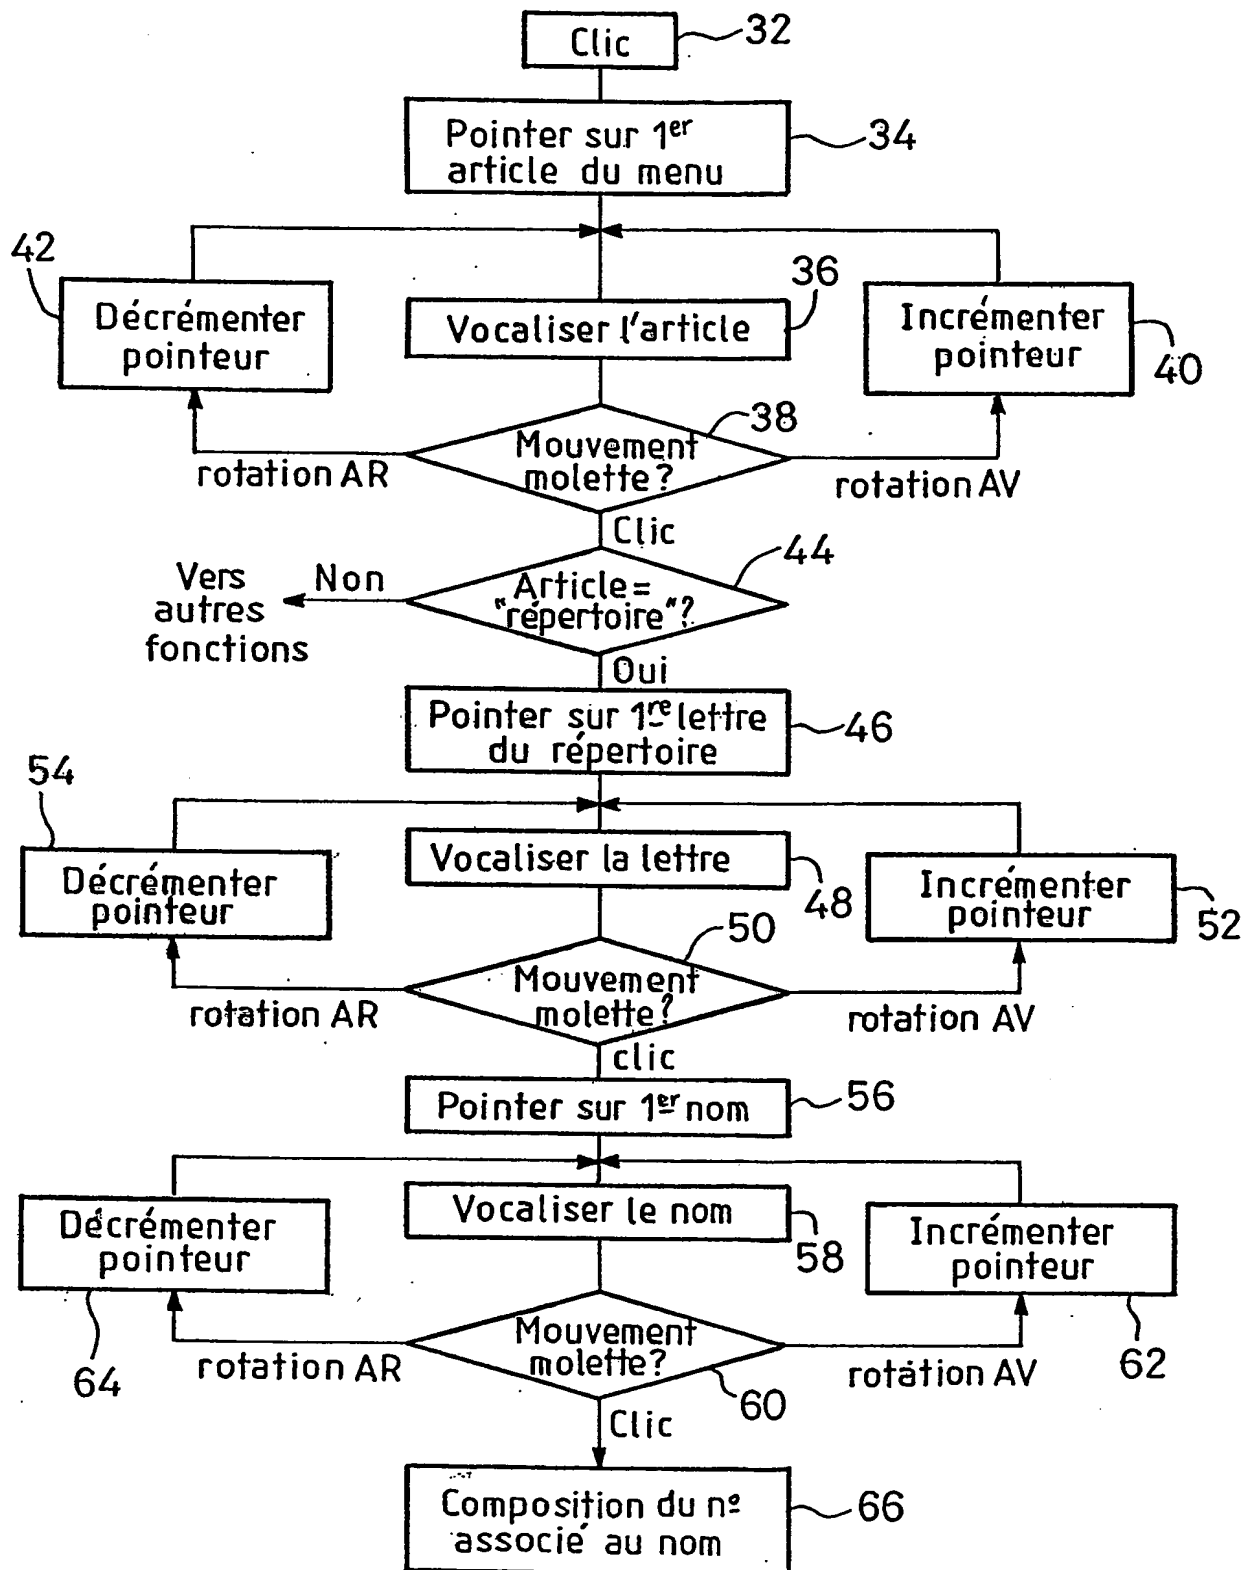 Clic
32
Pointer sur 1er
article du menu
34
42
Décrémenter
pointeur
Vocaliser l'article
36
Incrémenter
pointeur
40
Mouvement
molette?
38
rotation AR
rotation AV
Clic
Vers
autres
fonctions
Non
Article=
"répertoire"?
44
Oui
Pointer sur 1re lettre
du répertoire
46
54
Décrémenter
pointeur
Vocaliser la lettre
48
Incrémenter
pointeur
52
Mouvement
molette?
50
rotation AR
rotation AV
clic
Pointer sur 1er nom
56
Décrémenter
pointeur
64
Vocaliser le nom
58
Incrémenter
pointeur
62
Mouvement
molette?
60
rotation AR
rotation AV
Clic
Composition du nº
associé au nom
66